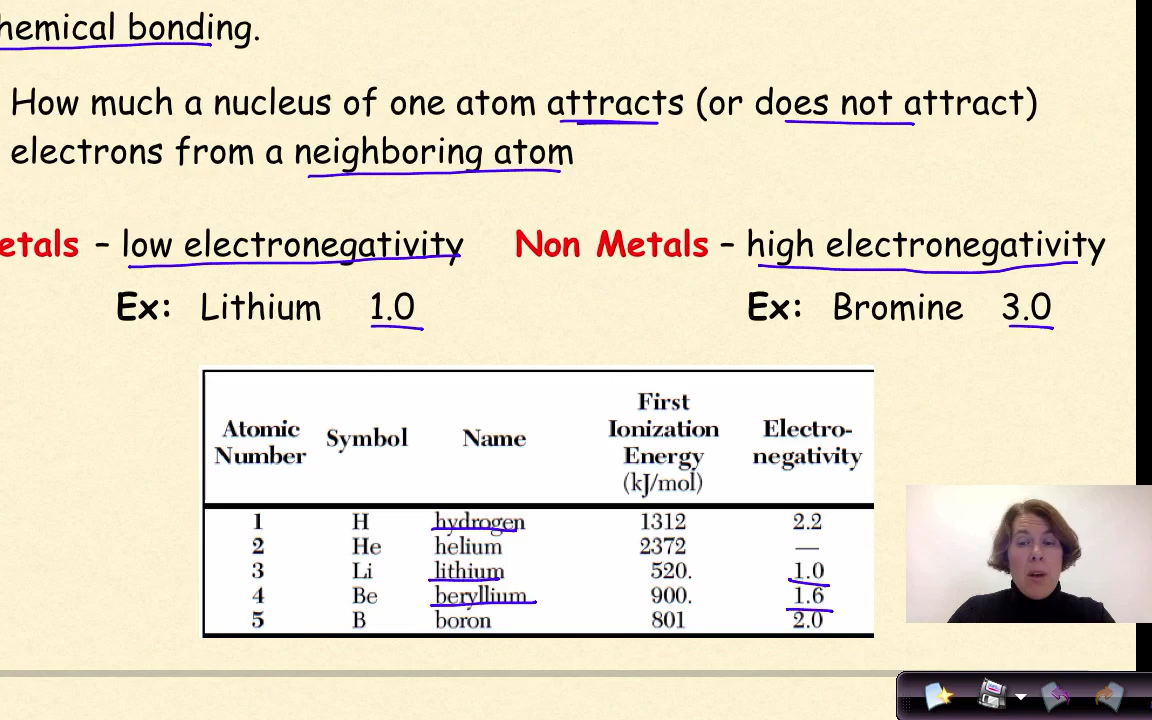 hemical bonding.
How much a nucleus of one atom attracts (or does not attract)
electrons from a neighboring atom
etals – low electronegativity Non Metals – high electronegativity
Ex: Lithium 1.0 Ex: Bromine 3.0
Atomic Number Symbol Name First Ionization Energy (kJ/mol) Electro-negativity
1 H hydrogen 1312 2.2
2 He helium 2372 —
3 Li lithium 520. 1.0
4 Be beryllium 900. 1.6
5 B boron 801 2.0